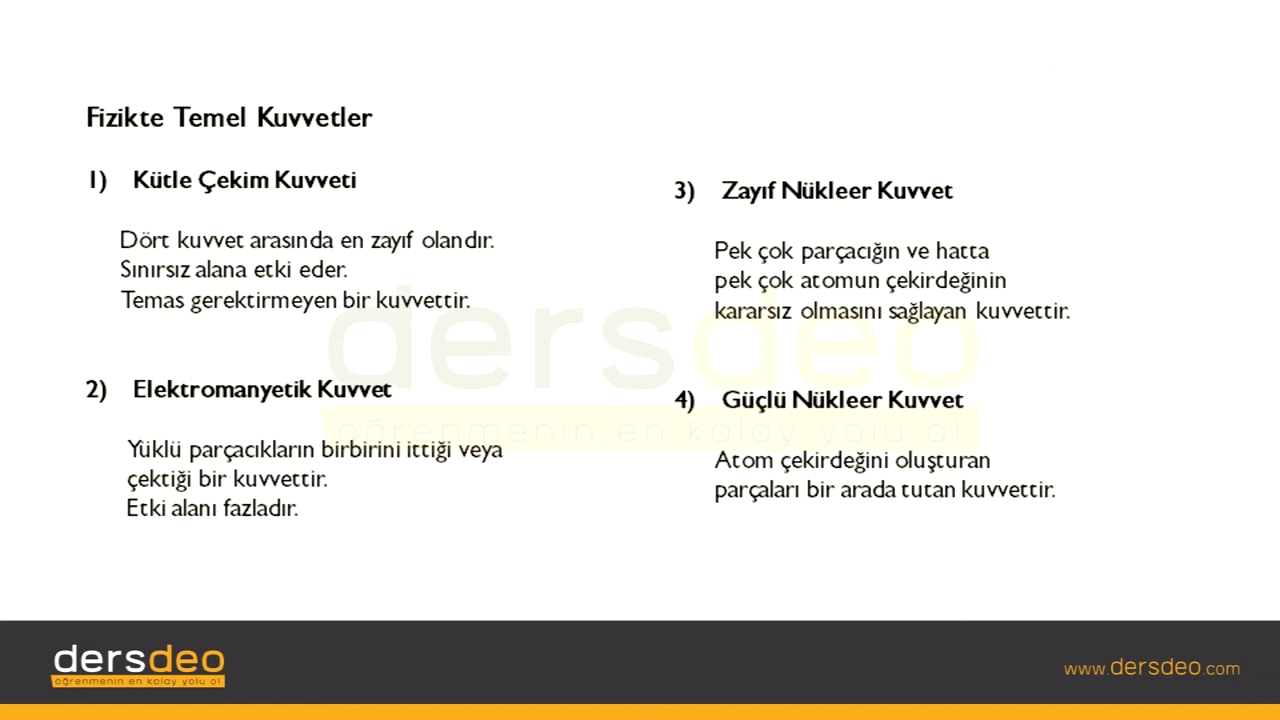 Fizikte Temel Kuvvetler
1) Kütle Çekim Kuvveti
Dört kuvvet arasında en zayıf olandır.
Sınırsız alana etki eder.
Temas gerektirmeyen bir kuvvettir.
2) Elektromanyetik Kuvvet
Yüklü parçacıkların birbirini ittiği veya
çektiği bir kuvvettir.
Etki alanı fazladır.
3) Zayıf Nükleer Kuvvet
Pek çok parçacığın ve hatta
pek çok atomun çekirdeğinin
kararsız olmasını sağlayan kuvvettir.
4) Güçlü Nükleer Kuvvet
Atom çekirdeğini oluşturan
parçaları bir arada tutan kuvvettir.
dersdeo
öğrenmenin en kolay yolu o!
dersdeo
öğrenmenin en kolay yolu o!
www.dersdeo.com